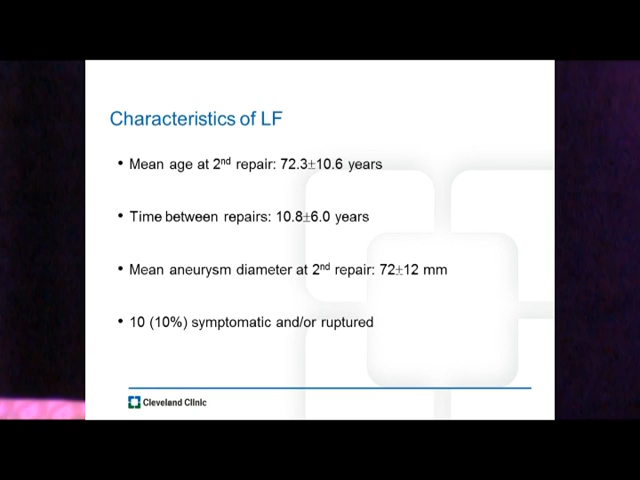 Characteristics of LF
• Mean age at 2nd repair: 72.3±10.6 years
• Time between repairs: 10.8±6.0 years
• Mean aneurysm diameter at 2nd repair: 72±12 mm
• 10 (10%) symptomatic and/or ruptured
Cleveland Clinic